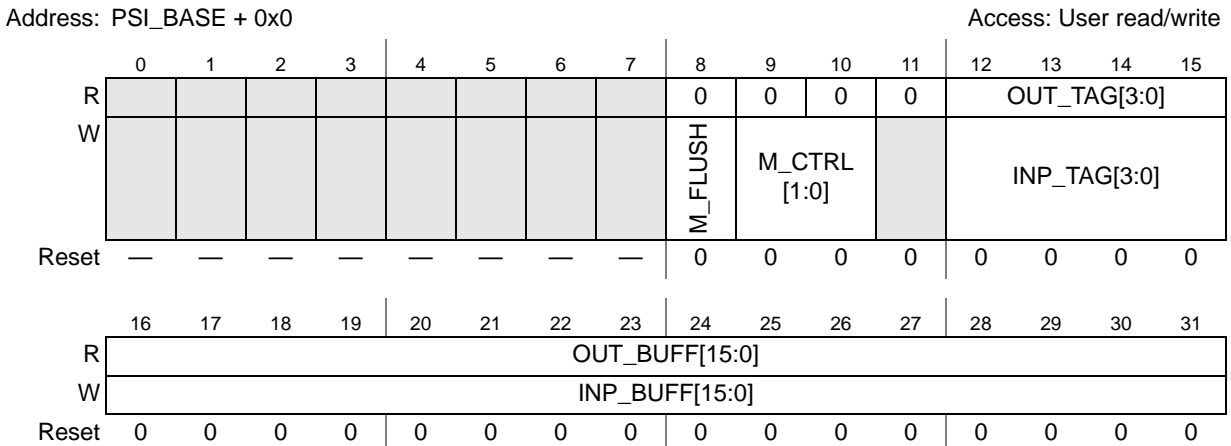 Address: PSI_BASE + 0x0 Access: User read/write
0 1 2 3 4 5 6 7 8 9 10 11 12 13 14 15
R 0 0 0 0 OUT_TAG[3:0]
W M_FLUSH M_CTRL [1:0] INP_TAG[3:0]
Reset — — — — — — — — 0 0 0 0 0 0 0 0
16 17 18 19 20 21 22 23 24 25 26 27 28 29 30 31
R OUT_BUFF[15:0]
W INP_BUFF[15:0]
Reset 0 0 0 0 0 0 0 0 0 0 0 0 0 0 0 0